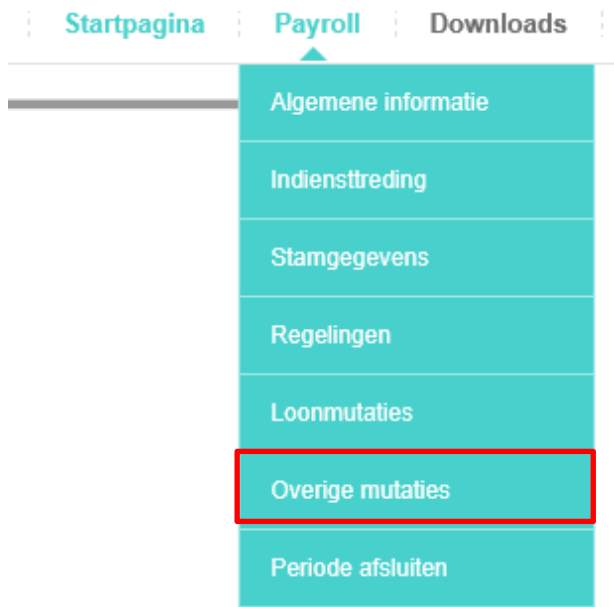 Startpagina Payroll Downloads
Algemene informatie
Indiensttreding
Stamgegevens
Regelingen
Loonmutaties
Overige mutaties
Periode afsluiten